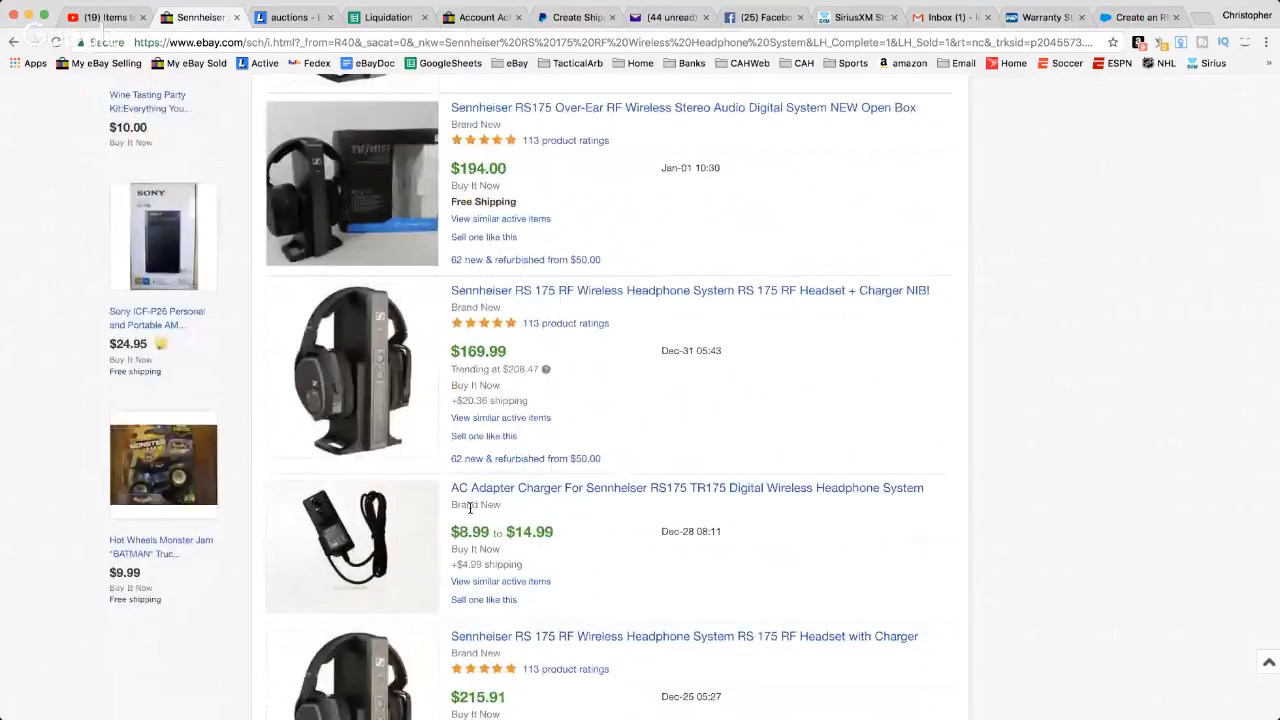 (19) Items to
Sennheiser
auctions - L
Liquidation
Account Ac
Create Ship
(44 unread)
Facebook
SiriusXM St
Inbox
Warranty St
Create an R
Christopher
Secure https://www.ebay.com/sch/i.html?_from=R40&_sacat=0&_nkw=Sennheiser%20RS%20175%20RF%20Wireless%20Headphone%20System&LH_Complete=1&LH_Sold=1&rt=nc&_trksid=p2045573....
Apps My eBay Selling My eBay Sold Active Fedex eBayDoc GoogleSheets eBay TacticalArb Home Banks CAHWAB CAH Sports amazon Email Home Soccer ESPN NHL Sirius
Wine Tasting Party
Kit:Everything You...
$10.00
Buy It Now
SONY
Sony ICF-P26 Personal
and Portable AM...
$24.95
Buy It Now
Free shipping
Hot Wheels Monster Jam
"BATMAN" Truc...
$9.99
Buy It Now
Free shipping
Sennheiser RS175 Over-Ear RF Wireless Stereo Audio Digital System NEW Open Box
Brand New
113 product ratings
$194.00
Jan-01 10:30
Buy It Now
Free Shipping
View similar active items
Sell one like this
62 new & refurbished from $50.00
Sennheiser RS 175 RF Wireless Headphone System RS 175 RF Headset + Charger NIB!
Brand New
113 product ratings
$169.99
Dec-31 05:43
Trending at $208.47
Buy It Now
+$20.36 shipping
View similar active items
Sell one like this
62 new & refurbished from $50.00
AC Adapter Charger For Sennheiser RS175 TR175 Digital Wireless Headphone System
Brand New
$8.99 to $14.99
Dec-28 08:11
Buy It Now
+$4.99 shipping
View similar active items
Sell one like this
Sennheiser RS 175 RF Wireless Headphone System RS 175 RF Headset with Charger
Brand New
113 product ratings
$215.91
Dec-25 05:27
Buy It Now